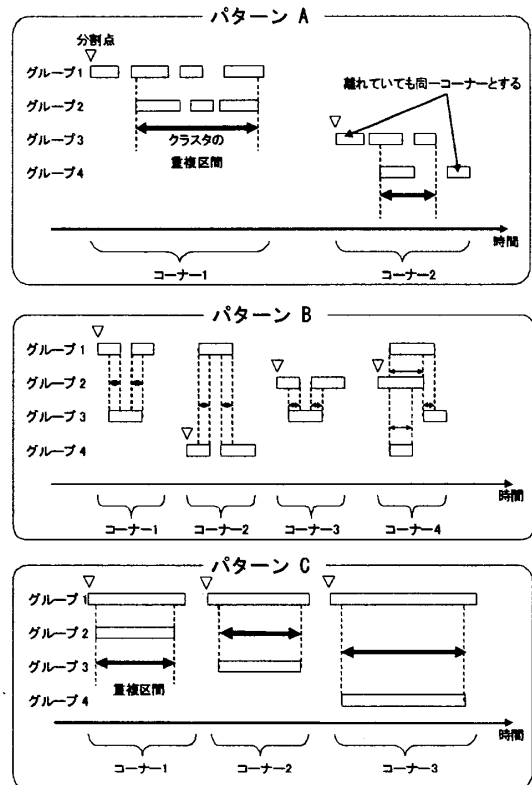 パターン A
分割点
グループ1
グループ2
離れていても同一コーナーとする
クラスタの
重複区間
グループ3
グループ4
時間
コーナー1
コーナー2
パターン B
グループ1
グループ2
グループ3
グループ4
時間
コーナー1
コーナー2
コーナー3
コーナー4
パターン C
グループ1
グループ2
グループ3
重複区間
グループ4
時間
コーナー1
コーナー2
コーナー3